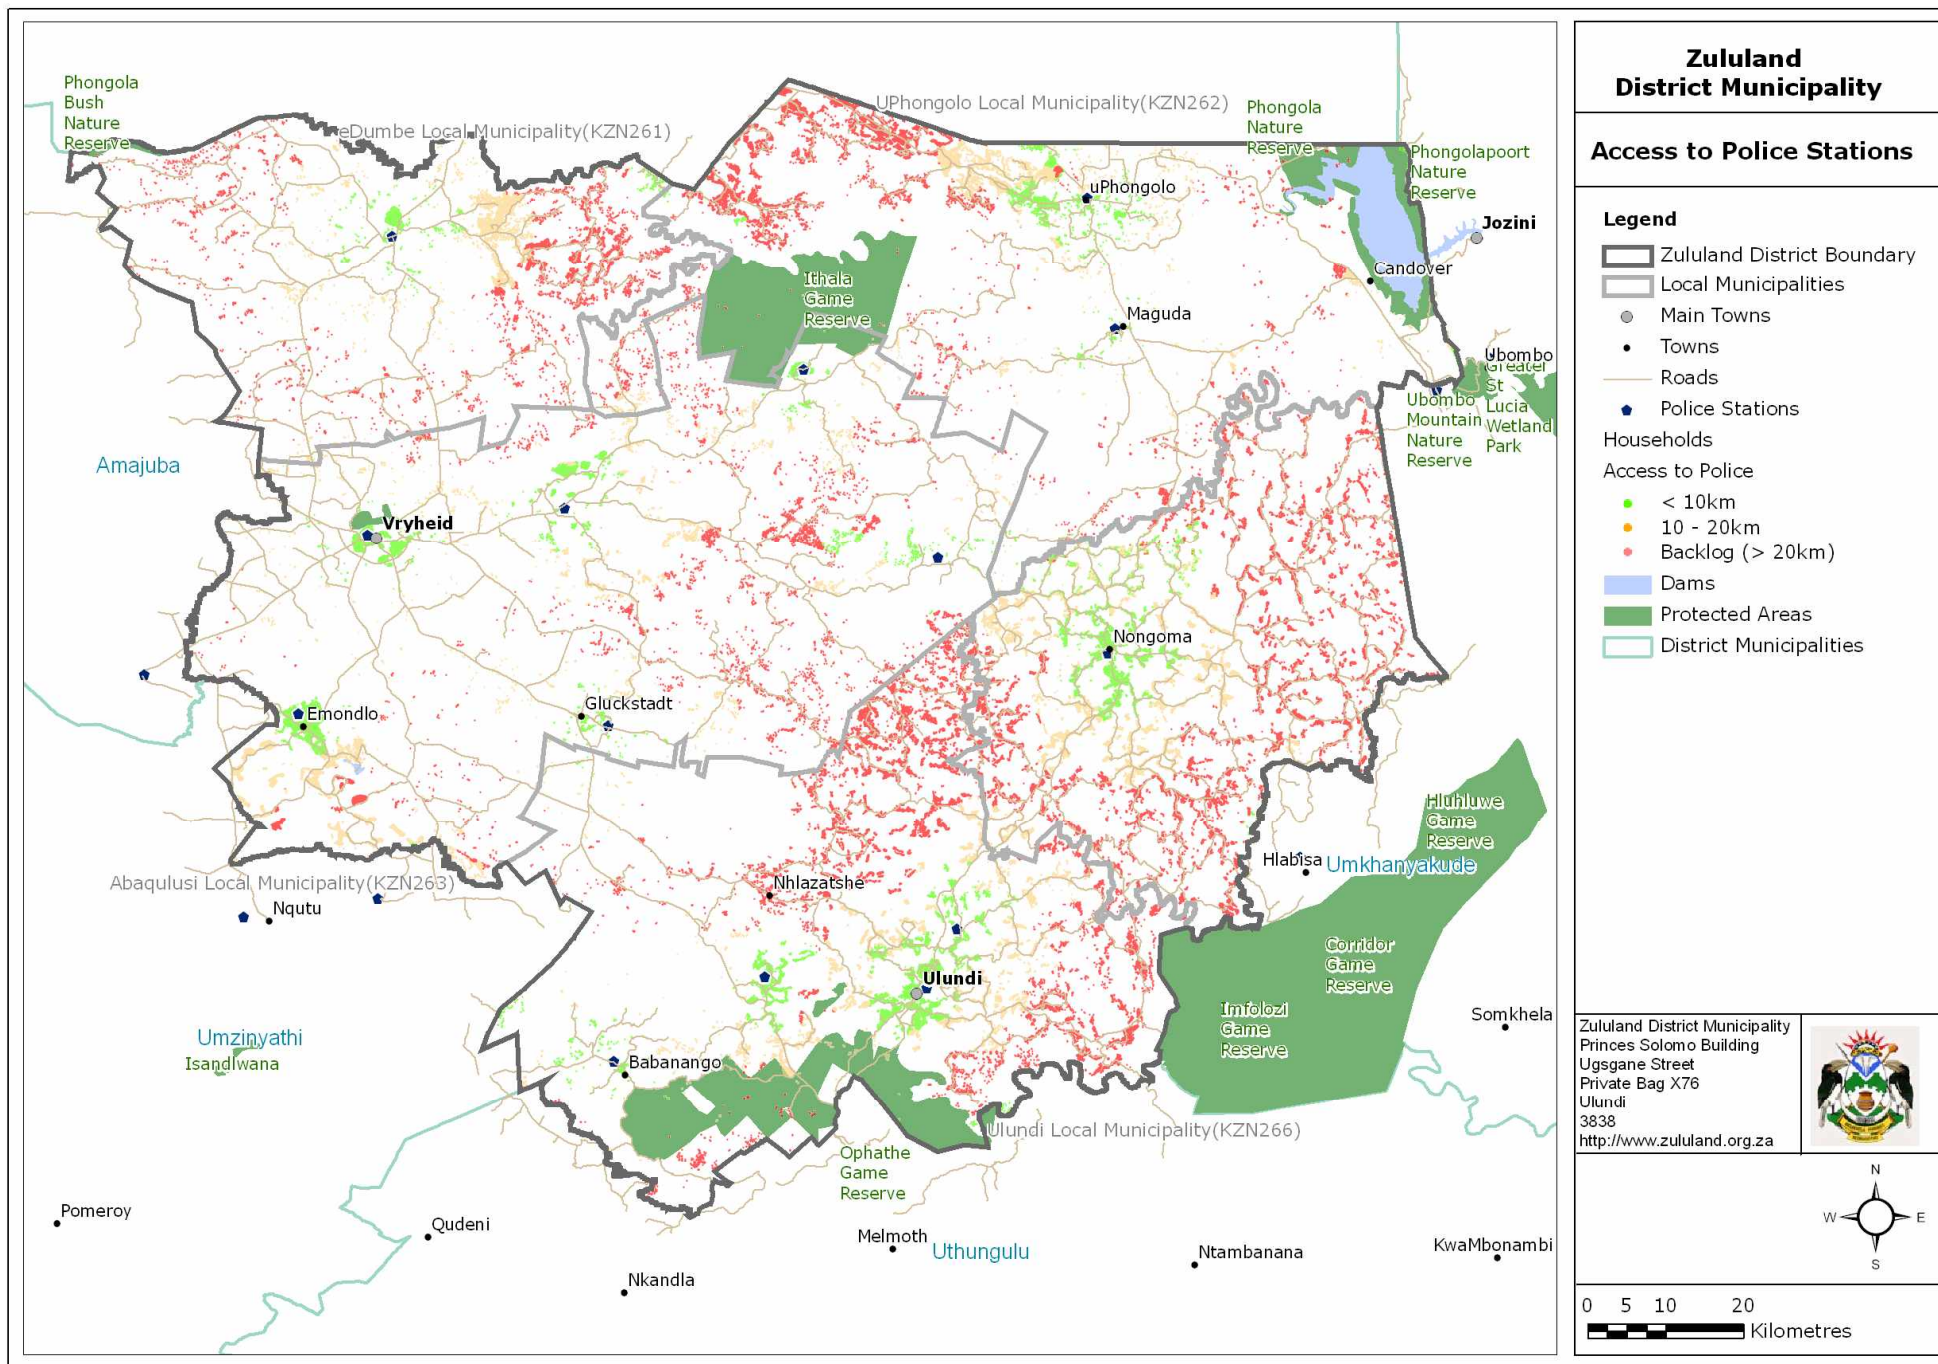 Phongola
Bush
Nature
Reserve
eDumbe Local Municipality(KZN261)
UPhongolo Local Municipality(KZN262)
Phongola
Nature
Reserve
Phongolapoort
Nature
Reserve
uPhongolo
Jozini
Candover
Ithala
Game
Reserve
Maguda
Ubombo
Greater
St
Lucia
Wetland
Park
Ubombo
Mountain
Nature
Reserve
Amajuba
Vryheid
Nongoma
Emondlo
Gluckstadt
Hluhluwe
Game
Reserve
Hlabisa
Umkhanyakude
Abaqulusi Local Municipality(KZN263)
Nqutu
Nhlazatshe
Corridor
Game
Reserve
Ulundi
Imfolozi
Game
Reserve
Somkhela
Umzinyathi
Isandlwana
Babanango
Ulundi Local Municipality(KZN266)
Ophathe
Game
Reserve
Pomeroy
Qudeni
Melmoth
Uthungulu
Ntambanana
KwaMbonambi
Nkandla
Zululand
District Municipality
Access to Police Stations
Legend
Zululand District Boundary
Local Municipalities
Main Towns
Towns
Roads
Police Stations
Households
Access to Police
< 10km
10 - 20km
Backlog (> 20km)
Dams
Protected Areas
District Municipalities
Zululand District Municipality
Princes Solomo Building
Ugsgane Street
Private Bag X76
Ulundi
3838
http://www.zululand.org.za
N
W E
S
0 5 10 20
Kilometres